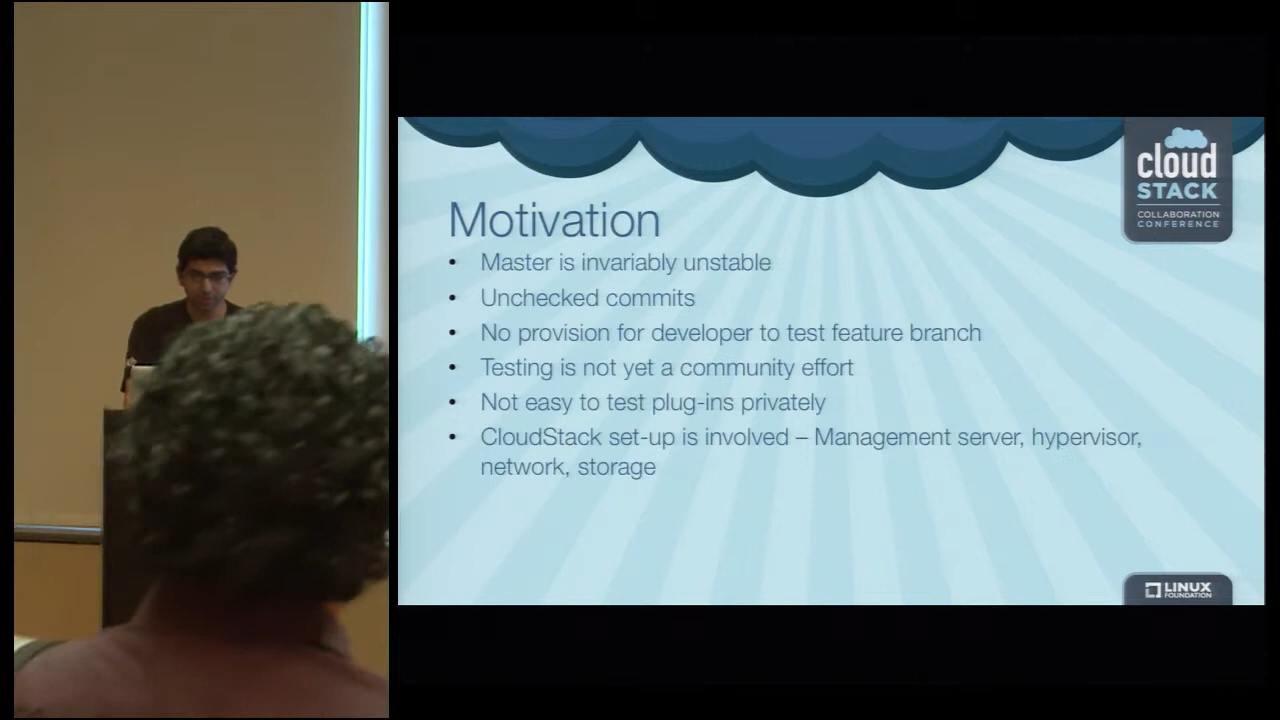 cloud
STACK
COLLABORATION
CONFERENCE
Motivation
• Master is invariably unstable
• Unchecked commits
• No provision for developer to test feature branch
• Testing is not yet a community effort
• Not easy to test plug-ins privately
• CloudStack set-up is involved – Management server, hypervisor,
network, storage
LINUX
FOUNDATION